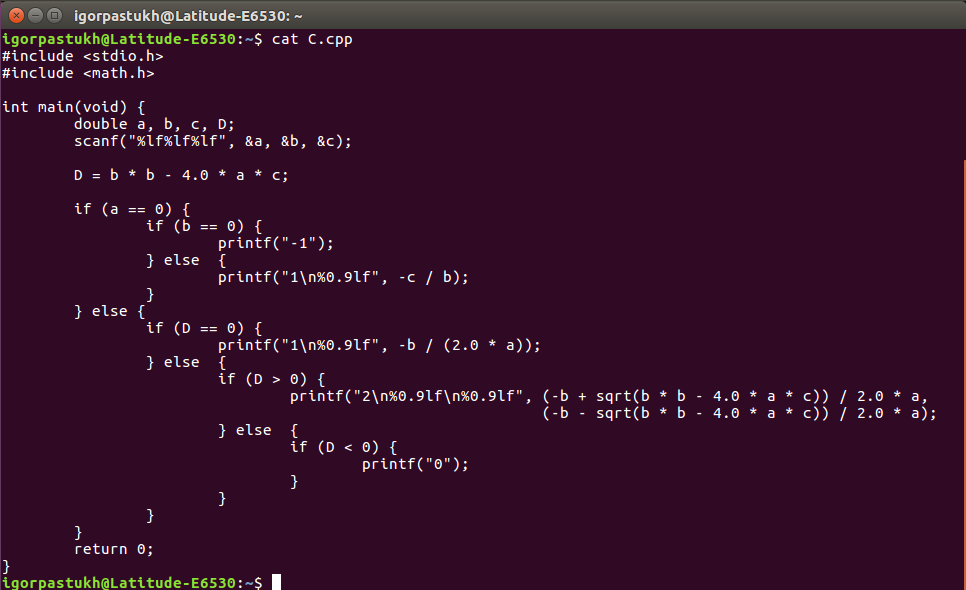 igorpastukh@Latitude-E6530: ~
igorpastukh@Latitude-E6530:~$ cat C.cpp
#include <stdio.h>
#include <math.h>

int main(void) {
        double a, b, c, D;
        scanf("%lf%lf%lf", &a, &b, &c);

        D = b * b - 4.0 * a * c;

        if (a == 0) {
                if (b == 0) {
                        printf("-1");
                } else  {
                        printf("1\n%0.9lf", -c / b);
                }
        } else {
                if (D == 0) {
                        printf("1\n%0.9lf", -b / (2.0 * a));
                } else  {
                        if (D > 0) {
                                printf("2\n%0.9lf\n%0.9lf", (-b + sqrt(b * b - 4.0 * a * c)) / 2.0 * a,
                                                            (-b - sqrt(b * b - 4.0 * a * c)) / 2.0 * a);
                        } else  {
                                if (D < 0) {
                                        printf("0");
                                }
                        }
                }
        }
        return 0;
}
igorpastukh@Latitude-E6530:~$